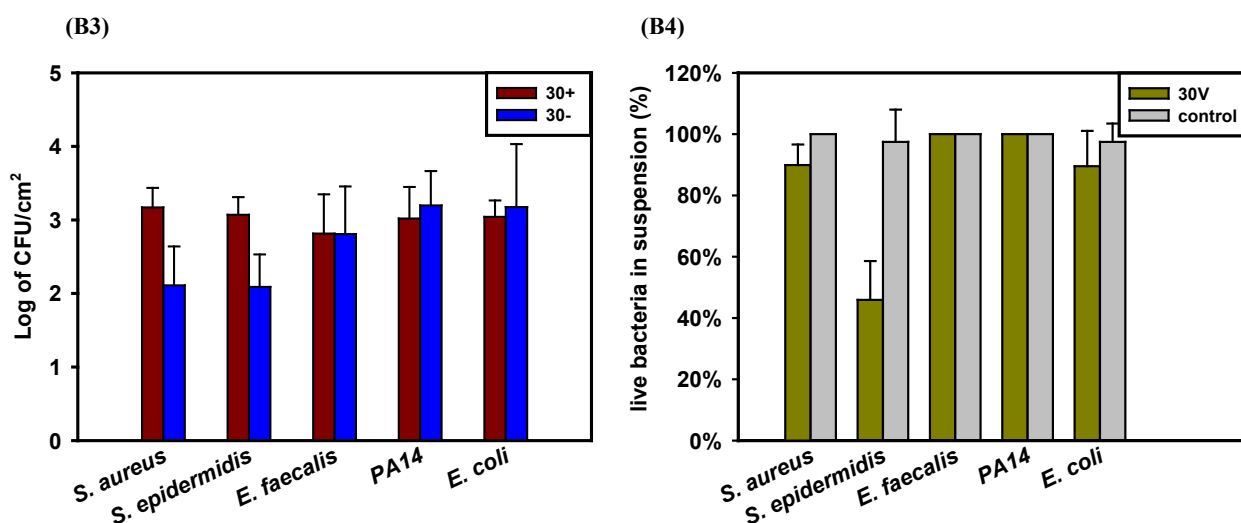 (B3)
Log of CFU/cm²
5
4
3
2
1
0
30+
30-
S. aureus
S. epidermidis
E. faecalis
PA14
E. coli
(B4)
live bacteria in suspension (%)
120%
100%
80%
60%
40%
20%
0%
30V
control
S. aureus
S. epidermidis
E. faecalis
PA14
E. coli